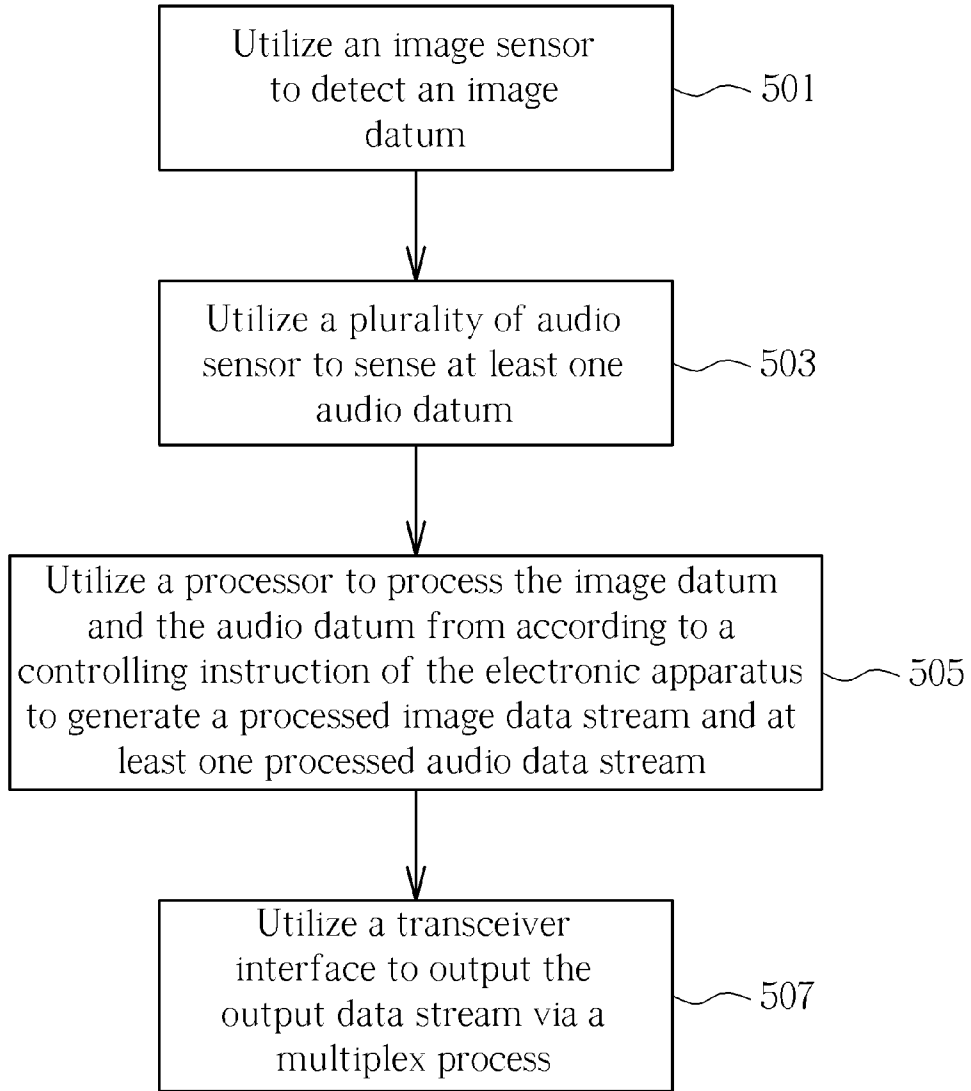 Utilize an image sensor
to detect an image
datum
501
Utilize a plurality of audio
sensor to sense at least one
audio datum
503
Utilize a processor to process the image datum
and the audio datum from according to a
controlling instruction of the electronic apparatus
to generate a processed image data stream and at
least one processed audio data stream
505
Utilize a transceiver
interface to output the
output data stream via a
multiplex process
507